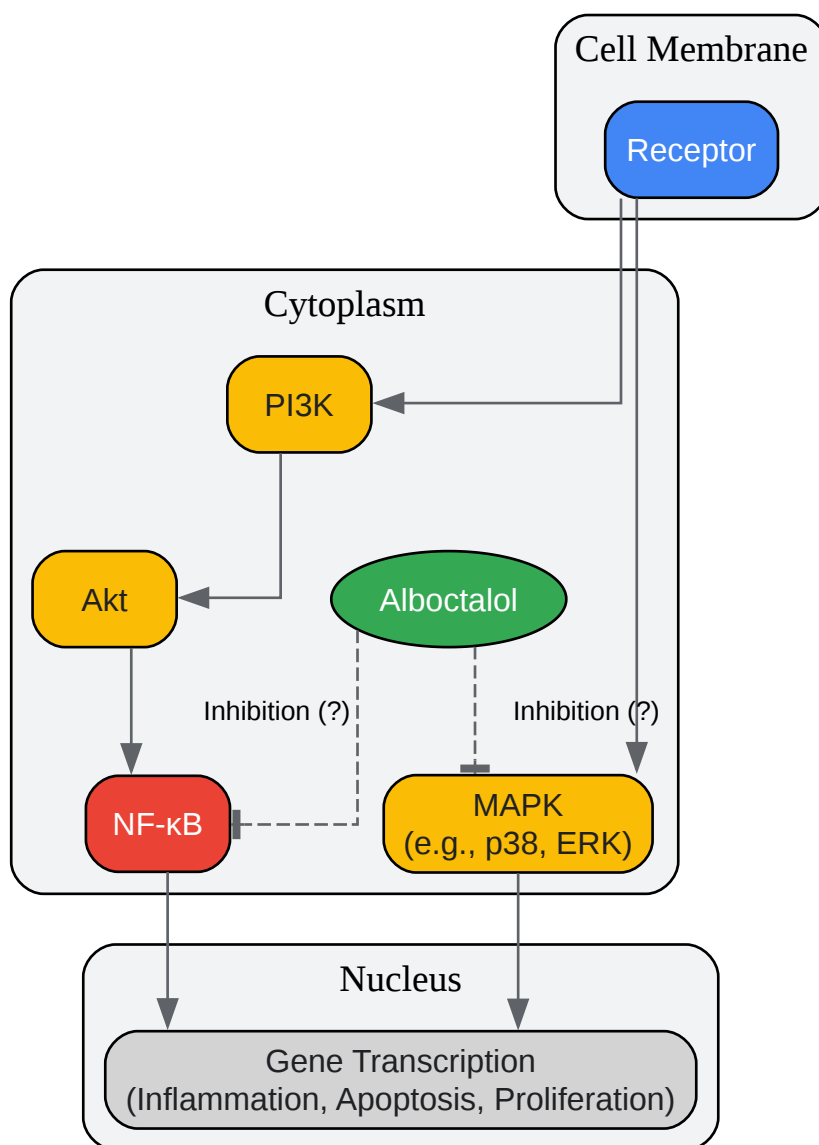 Cell Membrane
Receptor
Cytoplasm
PI3K
Akt
Alboctalol
Inhibition (?)
Inhibition (?)
NF-κB
MAPK
(e.g., p38, ERK)
Nucleus
Gene Transcription
(Inflammation, Apoptosis, Proliferation)